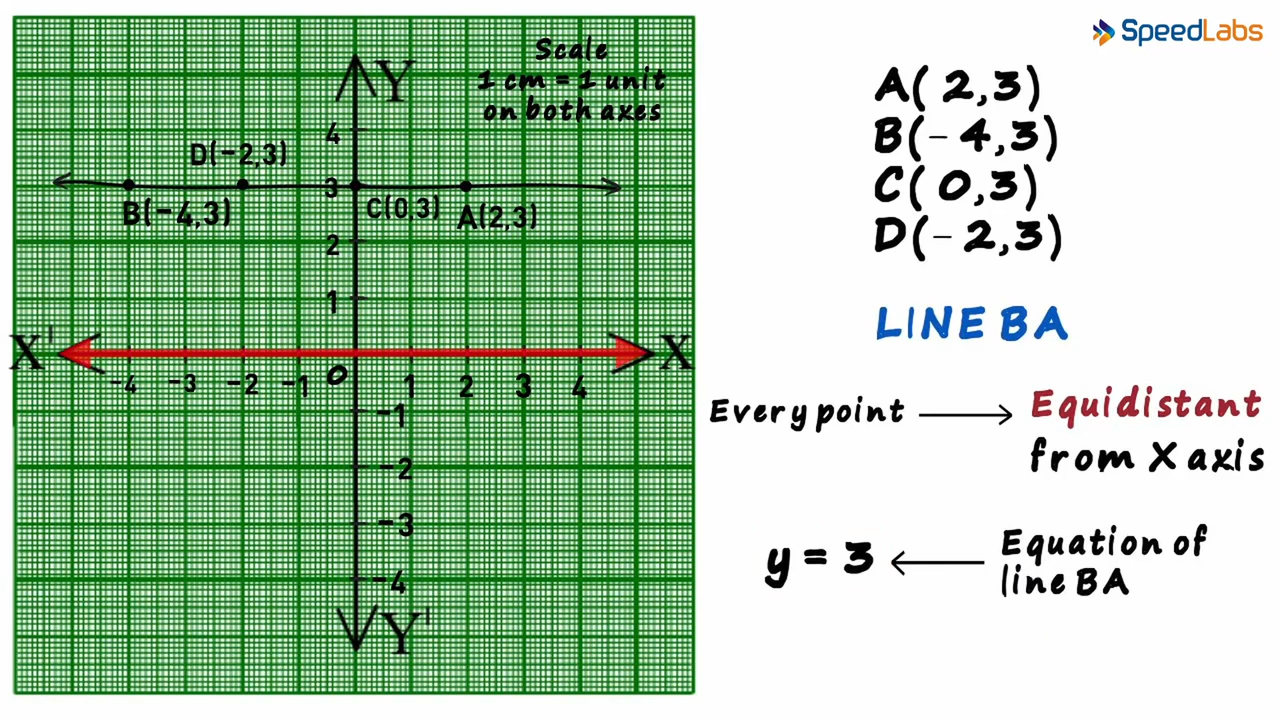 SpeedLabs
Scale
1 cm = 1 unit
on both axes
Y
4
D(-2,3)
3
B(-4,3)
C(0,3)
A(2,3)
2
1
X'
X
0
-4 -3 -2 -1 1 2 3 4
-1
-2
-3
-4
Y'
A( 2,3)
B(- 4,3)
C( 0,3)
D(- 2,3)
LINE BA
Every point
Equidistant
from X axis
y = 3
Equation of
line BA